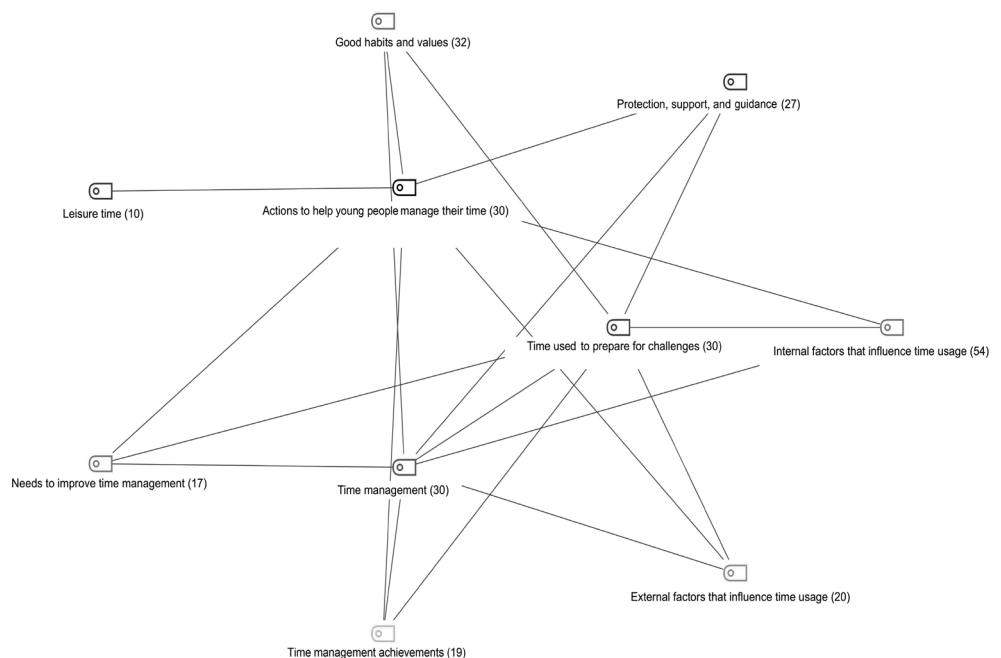 Good habits and values (32)
Protection, support, and guidance (27)
Leisure time (10)
Actions to help young people manage their time (30)
Time used to prepare for challenges (30)
Internal factors that influence time usage (54)
Needs to improve time management (17)
Time management (30)
External factors that influence time usage (20)
Time management achievements (19)